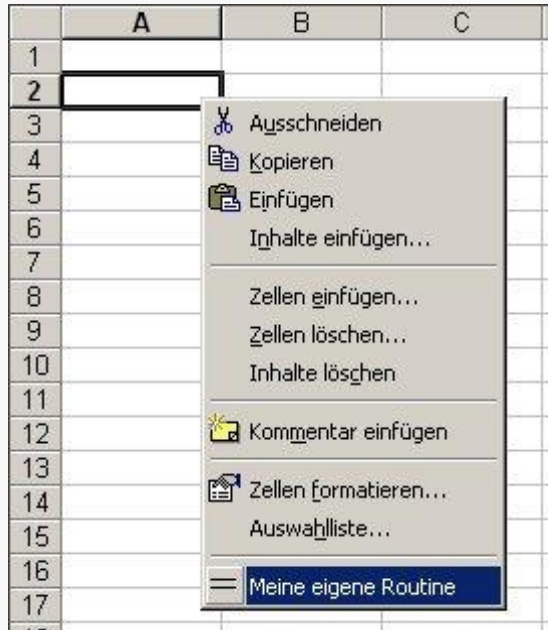 A B C
1
2
3
4
5
6
7
8
9
10
11
12
13
14
15
16
17
Ausschneiden
Kopieren
Einfügen
Inhalte einfügen...
Zellen einfügen...
Zellen löschen...
Inhalte löschen
Kommentar einfügen
Zellen formatieren...
Auswahlliste...
Meine eigene Routine